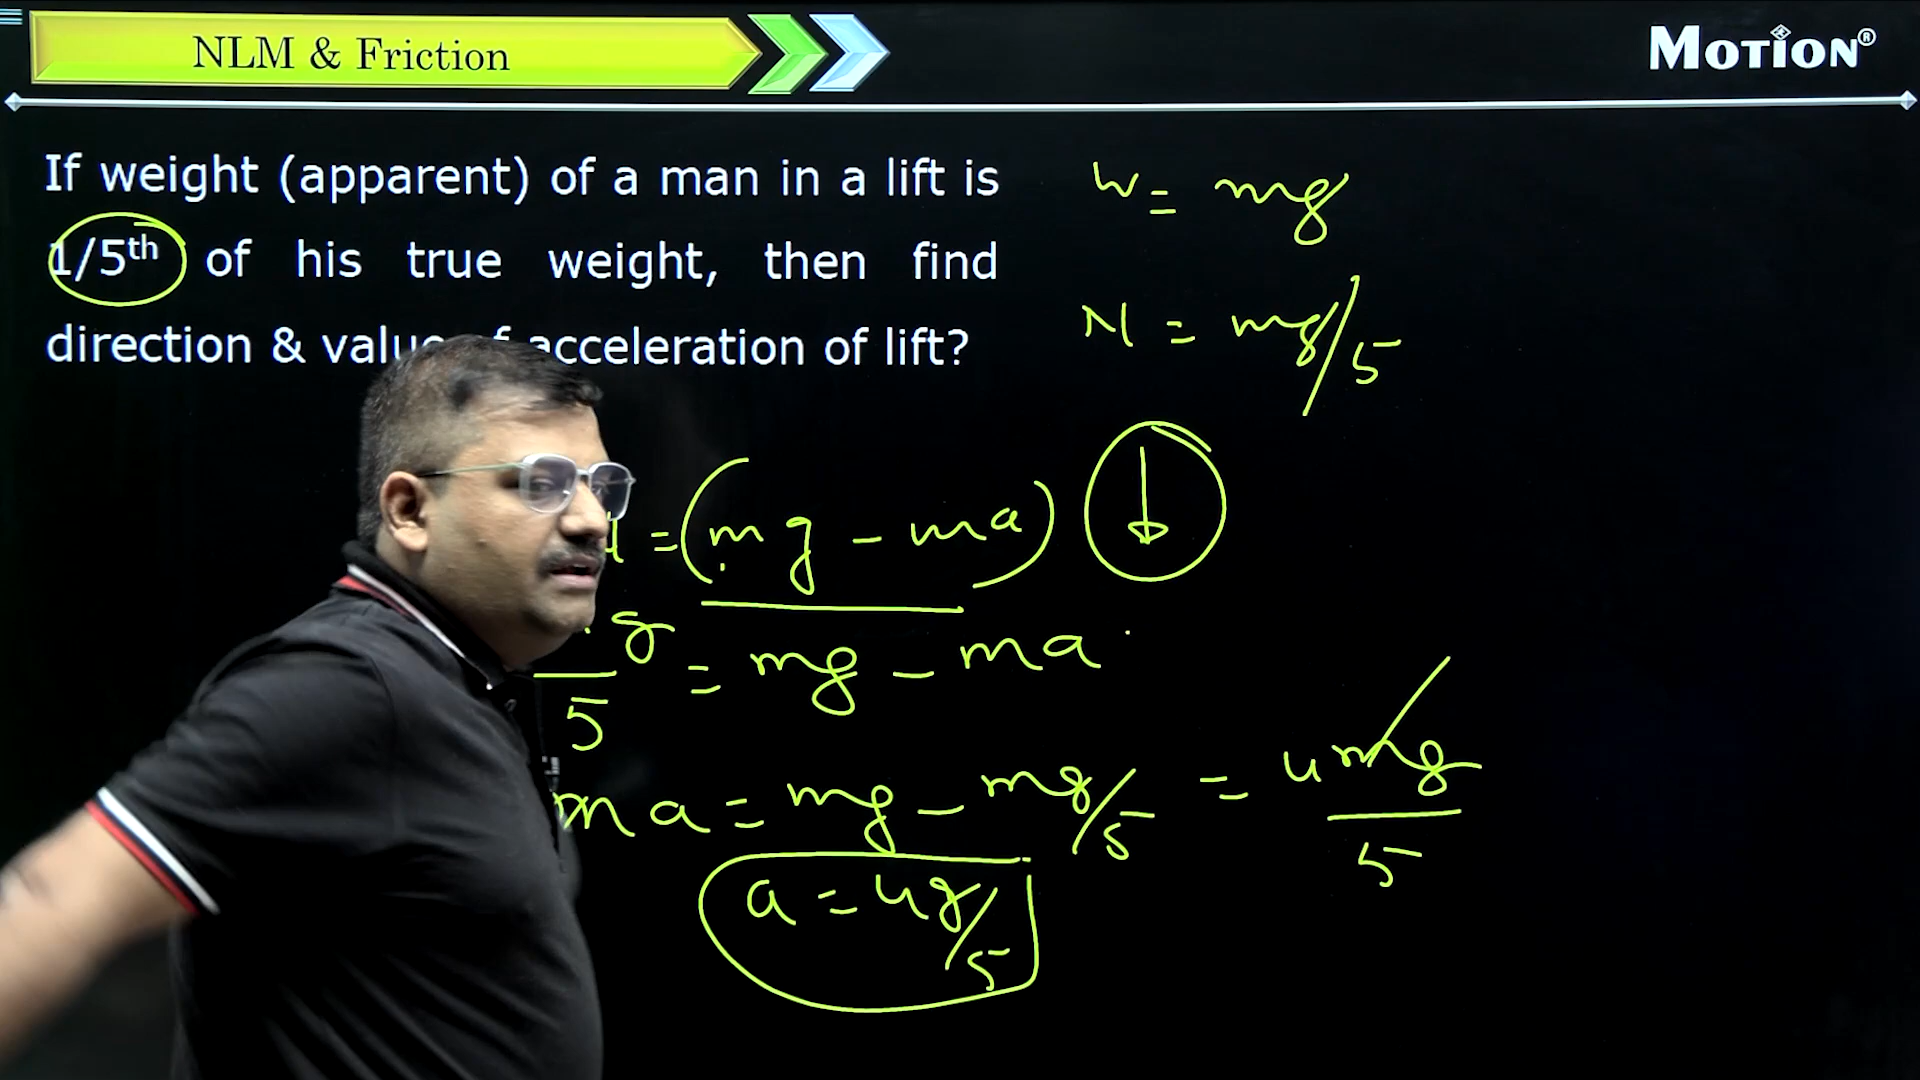 NLM & Friction
MOTION®
If weight (apparent) of a man in a lift is
1/5th of his true weight, then find
direction & value of acceleration of lift?
W = mg
N = mg/5
= (mg - ma) ↓
5 = mg - ma
ma = mg - mg/5 = 4mg/5
a = 4g/5